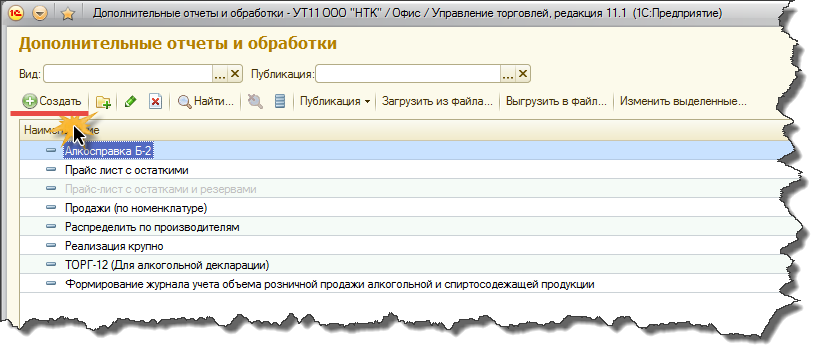 Дополнительные отчеты и обработки - УТ11 ООО "НТК" / Офис / Управление торговлей, редакция 11.1 (1С:Предприятие)
Дополнительные отчеты и обработки
Вид: ... Публикация: ...
Создать Найти... Публикация Загрузить из файла... Выгрузить в файл... Изменить выделенные...
Наименование
Алкосправка Б-2
Прайс лист с остатками
Прайс-лист с остатками и резервами
Продажи (по номенклатуре)
Распределить по производителям
Реализация крупно
ТОРГ-12 (Для алкогольной декларации)
Формирование журнала учета объема розничной продажи алкогольной и спиртосодежащей продукции